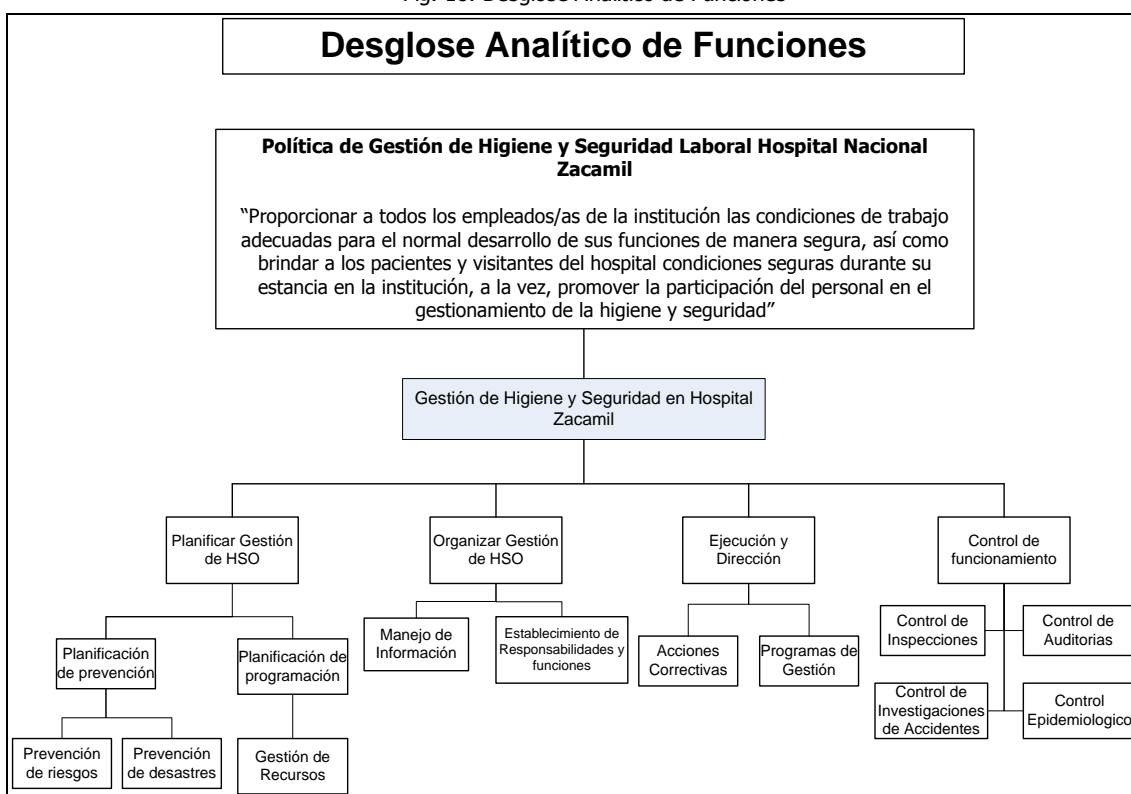 Fig. 16. Desglose Analítico de Funciones
Desglose Analítico de Funciones
Política de Gestión de Higiene y Seguridad Laboral Hospital Nacional
Zacamil
“Proporcionar a todos los empleados/as de la institución las condiciones de trabajo
adecuadas para el normal desarrollo de sus funciones de manera segura, así como
brindar a los pacientes y visitantes del hospital condiciones seguras durante su
estancia en la institución, a la vez, promover la participación del personal en el
gestionamiento de la higiene y seguridad”
Gestión de Higiene y Seguridad en Hospital
Zacamil
Planificar Gestión
de HSO
Organizar Gestión
de HSO
Ejecución y
Dirección
Control de
funcionamiento
Planificación
de prevención
Planificación de
programación
Manejo de
Información
Establecimiento de
Responsabilidades y
funciones
Acciones
Correctivas
Programas de
Gestión
Control de
Inspecciones
Control de
Auditorias
Control de
Investigaciones
de Accidentes
Control
Epidemiologico
Prevención
de riesgos
Prevención
de desastres
Gestión de
Recursos